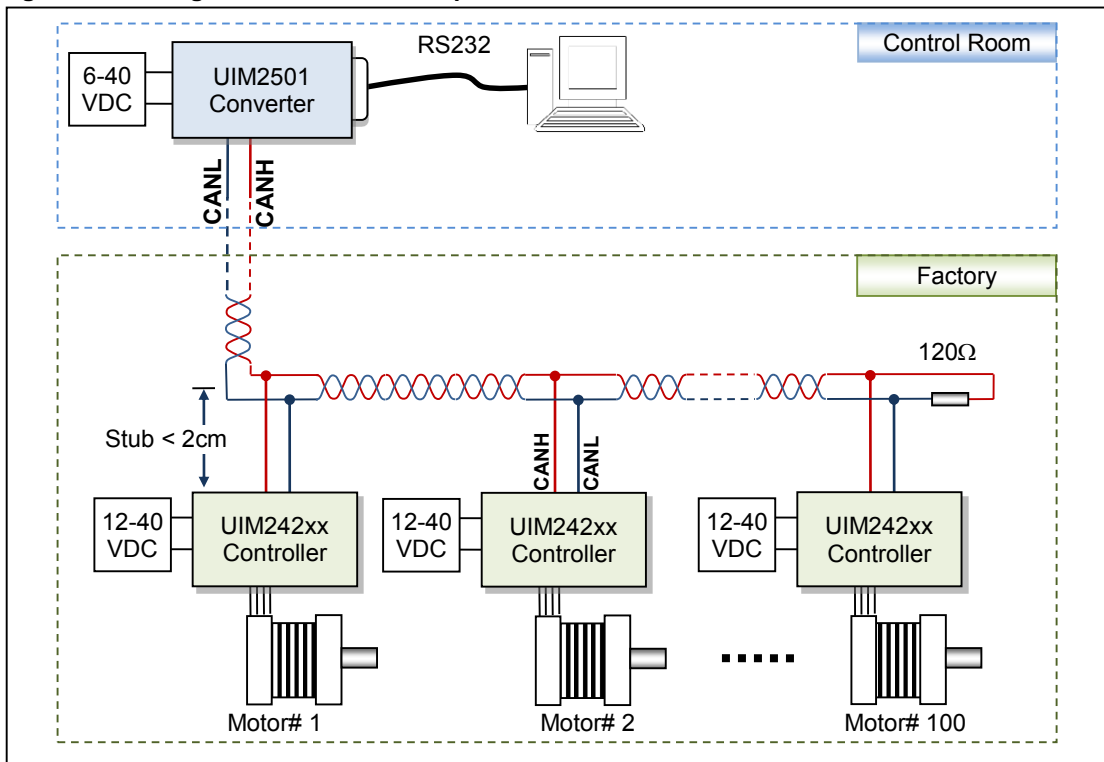 RS232
Control Room
6-40
VDC
UIM2501
Converter
CANL
CANH
Factory
120Ω
Stub < 2cm
CANH
CANL
12-40
VDC
UIM242xx
Controller
12-40
VDC
UIM242xx
Controller
12-40
VDC
UIM242xx
Controller
Motor# 1
Motor# 2
Motor# 100